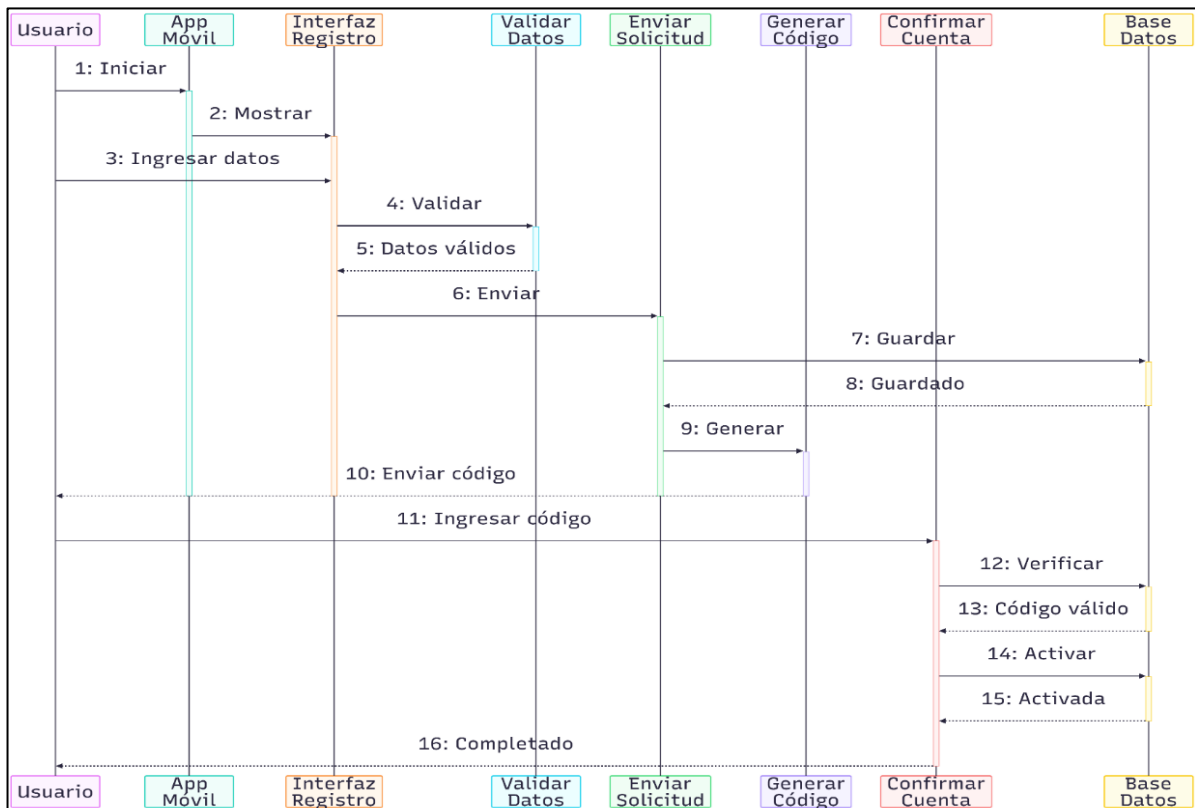 Usuario
App
Móvil
Interfaz
Registro
Validar
Datos
Enviar
Solicitud
Generar
Código
Confirmar
Cuenta
Base
Datos
1: Iniciar
2: Mostrar
3: Ingresar datos
4: Validar
5: Datos válidos
6: Enviar
7: Guardar
8: Guardado
9: Generar
10: Enviar código
11: Ingresar código
12: Verificar
13: Código válido
14: Activar
15: Activada
16: Completado
Usuario
App
Móvil
Interfaz
Registro
Validar
Datos
Enviar
Solicitud
Generar
Código
Confirmar
Cuenta
Base
Datos